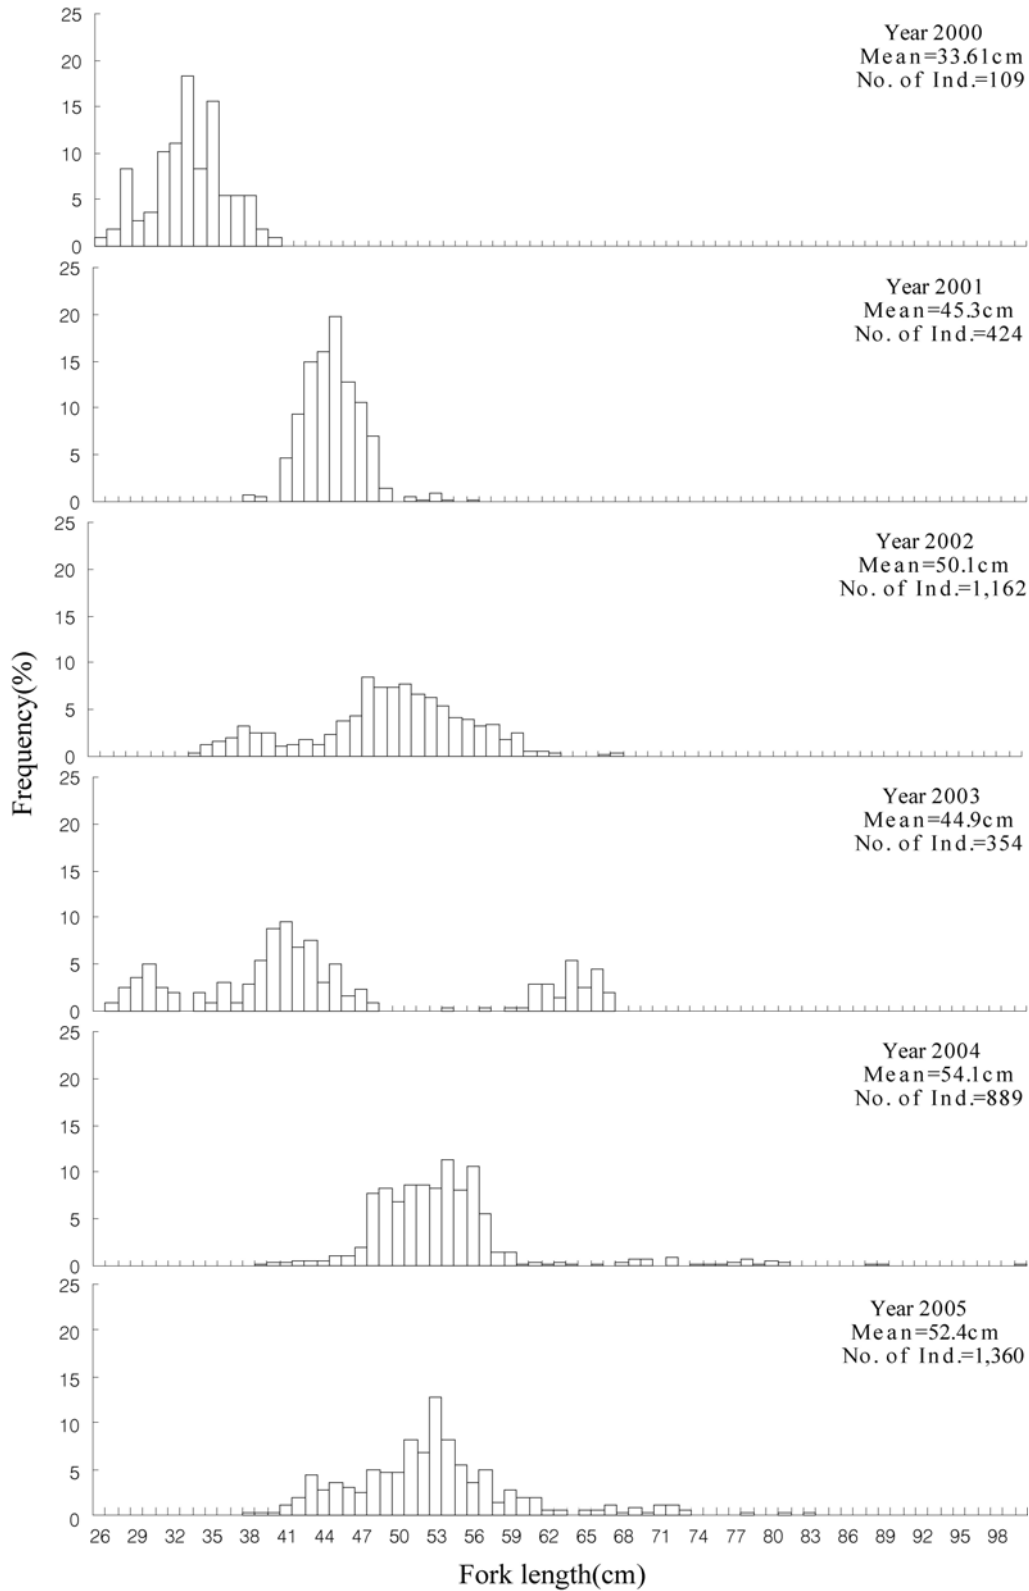 25
20
15
10
5
0
Year 2000
Mean=33.61cm
No. of Ind.=109
25
20
15
10
5
0
Year 2001
Mean=45.3cm
No. of Ind.=424
25
20
15
10
5
0
Year 2002
Mean=50.1cm
No. of Ind.=1,162
Frequency(%)
25
20
15
10
5
0
Year 2003
Mean=44.9cm
No. of Ind.=354
25
20
15
10
5
0
Year 2004
Mean=54.1cm
No. of Ind.=889
25
20
15
10
5
0
Year 2005
Mean=52.4cm
No. of Ind.=1,360
26 29 32 35 38 41 44 47 50 53 56 59 62 65 68 71 74 77 80 83 86 89 92 95 98
Fork length(cm)